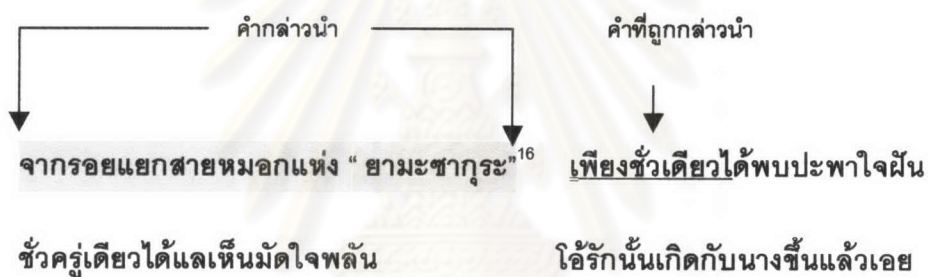 คำกล่าวนำ คำที่ถูกกล่าวนำ
จากรอยแยกสายหมอกแห่ง “ ยามะซากุระ”16 เพียงชั่วเดียวได้พบปะพาใจฝัน
ชั่วครู่เดียวได้แลเห็นมัดใจพลัน โอ้รักนั้นเกิดกับนางขึ้นแล้วเอย